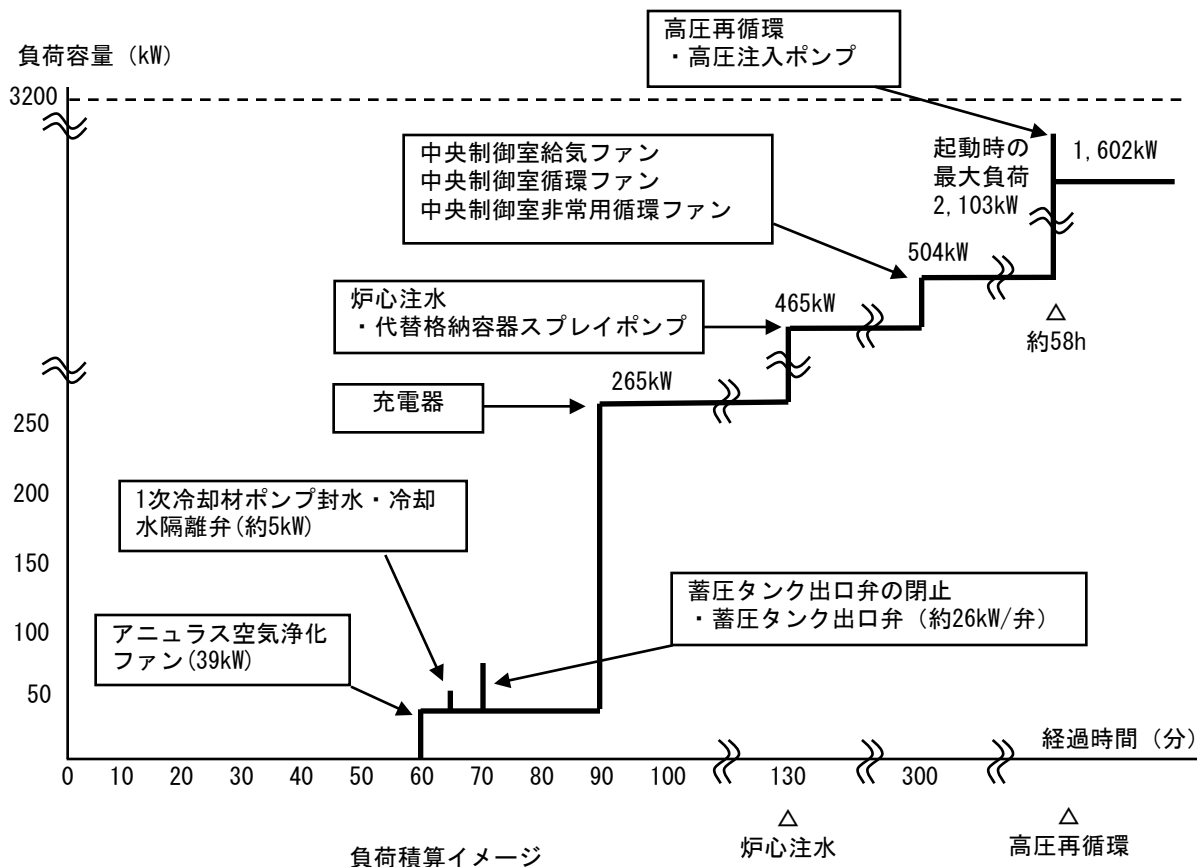 高圧再循環
・高圧注入ポンプ
負荷容量（kW）
3200
中央制御室給気ファン
中央制御室循環ファン
中央制御室非常用循環ファン
起動時の
最大負荷
2,103kW
1,602kW
504kW
炉心注水
・代替格納容器スプレイポンプ
465kW
△
約58h
充電器
265kW
250
200
1次冷却材ポンプ封水・冷却
水隔離弁(約5kW)
150
蓄圧タンク出口弁の閉止
・蓄圧タンク出口弁（約26kW/弁）
100
アニュラス空気浄化
ファン(39kW)
50
経過時間（分）
0 10 20 30 40 50 60 70 80 90 100 130 300
△
炉心注水
△
高圧再循環
負荷積算イメージ